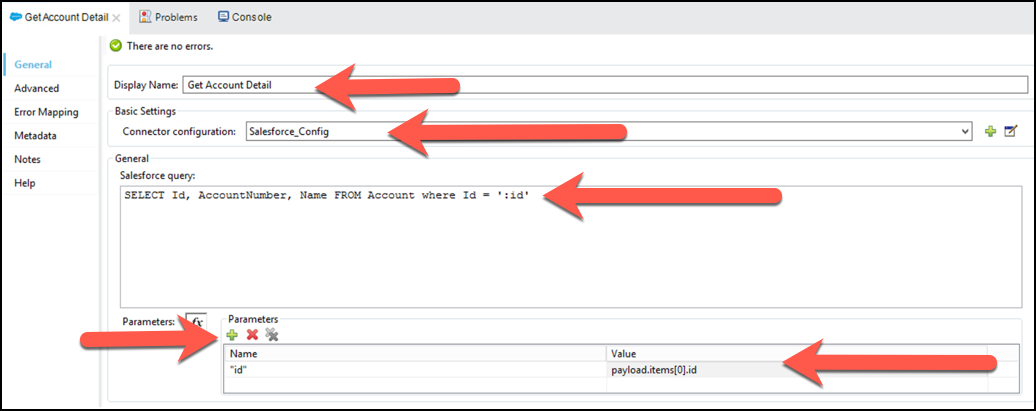 Get Account Detail
Problems
Console
There are no errors.
General
Advanced
Error Mapping
Metadata
Notes
Help
Display Name: Get Account Detail
Basic Settings
Connector configuration: Salesforce_Config
General
Salesforce query:
SELECT Id, AccountNumber, Name FROM Account where Id = ':id'
Parameters: fx
Parameters
Name Value
"id" payload.items[0].id